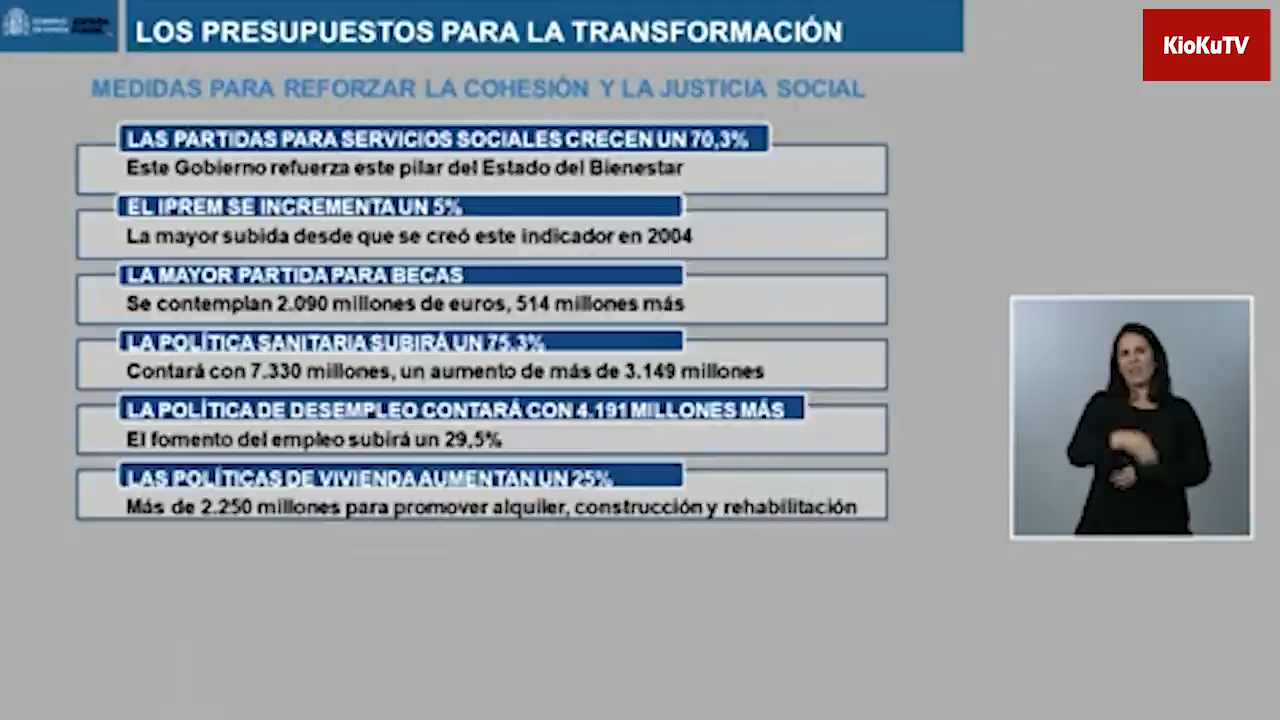 LOS PRESUPUESTOS PARA LA TRANSFORMACIÓN
KioKuTV
MEDIDAS PARA REFORZAR LA COHESIÓN Y LA JUSTICIA SOCIAL
LAS PARTIDAS PARA SERVICIOS SOCIALES CRECEN UN 70,3%
Este Gobierno refuerza este pilar del Estado del Bienestar
EL IPREM SE INCREMENTA UN 5%
La mayor subida desde que se creó este indicador en 2004
LA MAYOR PARTIDA PARA BECAS
Se contemplan 2.090 millones de euros, 514 millones más
LA POLÍTICA SANITARIA SUBIRÁ UN 75,3%
Contará con 7.330 millones, un aumento de más de 3.149 millones
LA POLÍTICA DE DESEMPLEO CONTARÁ CON 4.191 MILLONES MÁS
El fomento del empleo subirá un 29,5%
LAS POLÍTICAS DE VIVIENDA AUMENTAN UN 25%
Más de 2.250 millones para promover alquiler, construcción y rehabilitación